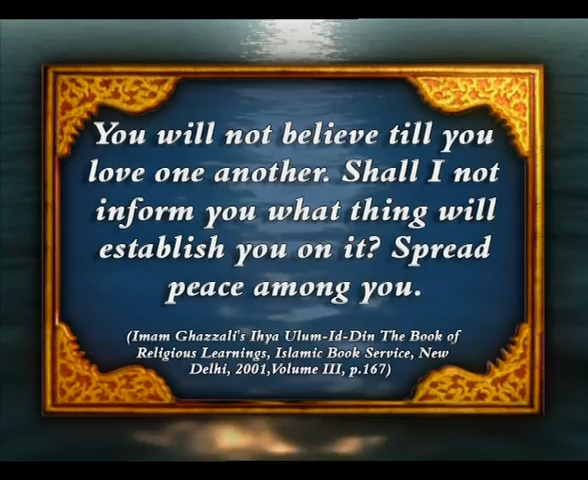 You will not believe till you
love one another. Shall I not
inform you what thing will
establish you on it? Spread
peace among you.
(Imam Ghazzali's Ihya Ulum-Id-Din The Book of
Religious Learnings, Islamic Book Service, New
Delhi, 2001,Volume III, p.167)